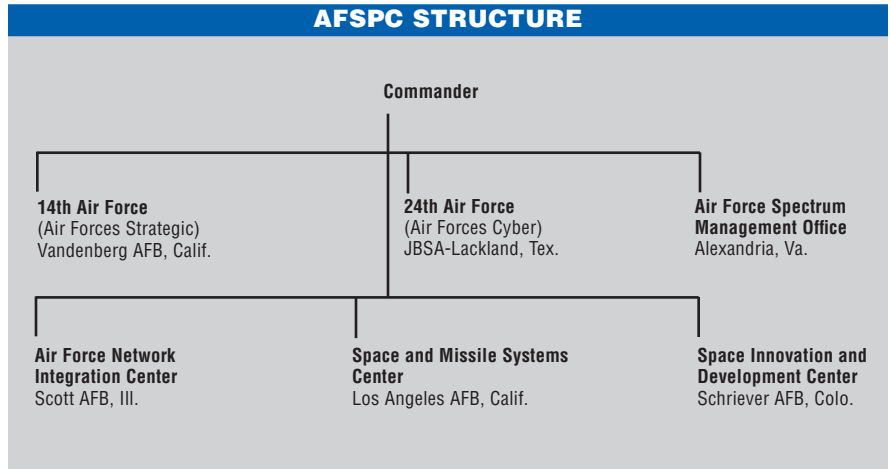 AFSPC STRUCTURE
Commander
14th Air Force
(Air Forces Strategic)
Vandenberg AFB, Calif.
24th Air Force
(Air Forces Cyber)
JBSA-Lackland, Tex.
Air Force Spectrum
Management Office
Alexandria, Va.
Air Force Network
Integration Center
Scott AFB, Ill.
Space and Missile Systems
Center
Los Angeles AFB, Calif.
Space Innovation and
Development Center
Schriever AFB, Colo.